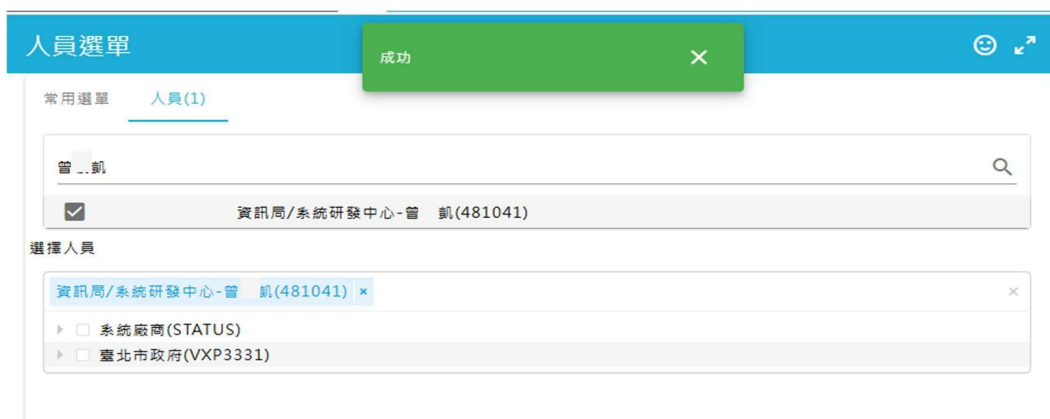 人員選單
成功 ×
常用選單 人員(1)
曾 凱
資訊局/系統研發中心-曾 凱(481041)
選擇人員
資訊局/系統研發中心-曾 凱(481041) ×
系統廠商(STATUS)
臺北市政府(VXP3331)